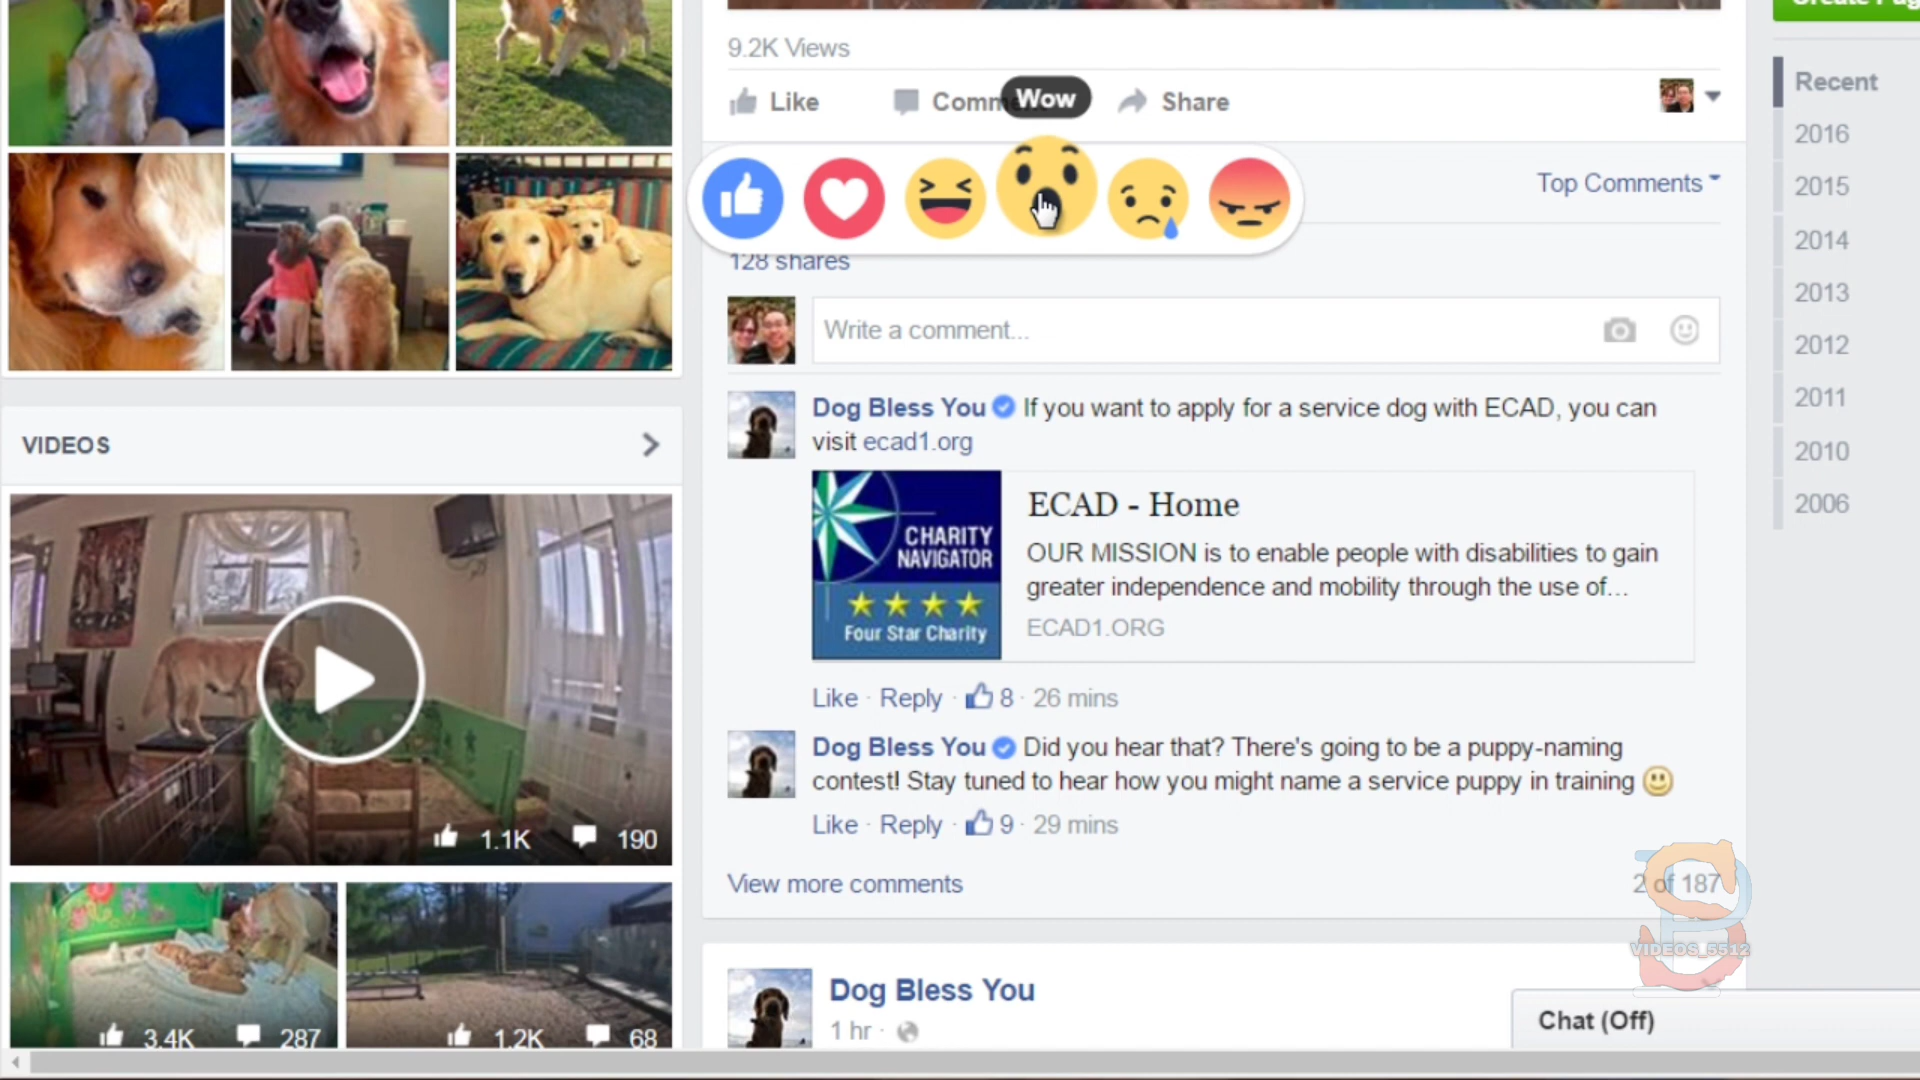 9.2K Views
Like
Comm
Wow
Share
Top Comments
128 shares
Write a comment...
Dog Bless You If you want to apply for a service dog with ECAD, you can
visit ecad1.org
CHARITY
NAVIGATOR
Four Star Charity
ECAD - Home
OUR MISSION is to enable people with disabilities to gain
greater independence and mobility through the use of...
ECAD1.ORG
Like · Reply · 8 · 26 mins
Dog Bless You Did you hear that? There's going to be a puppy-naming
contest! Stay tuned to hear how you might name a service puppy in training
Like · Reply · 9 · 29 mins
View more comments
2 of 187
Dog Bless You
1 hr ·
VIDEOS
1.1K 190
3.4K 287
1.2K 68
Recent
2016
2015
2014
2013
2012
2011
2010
2006
VIDEOS_5512
Chat (Off)